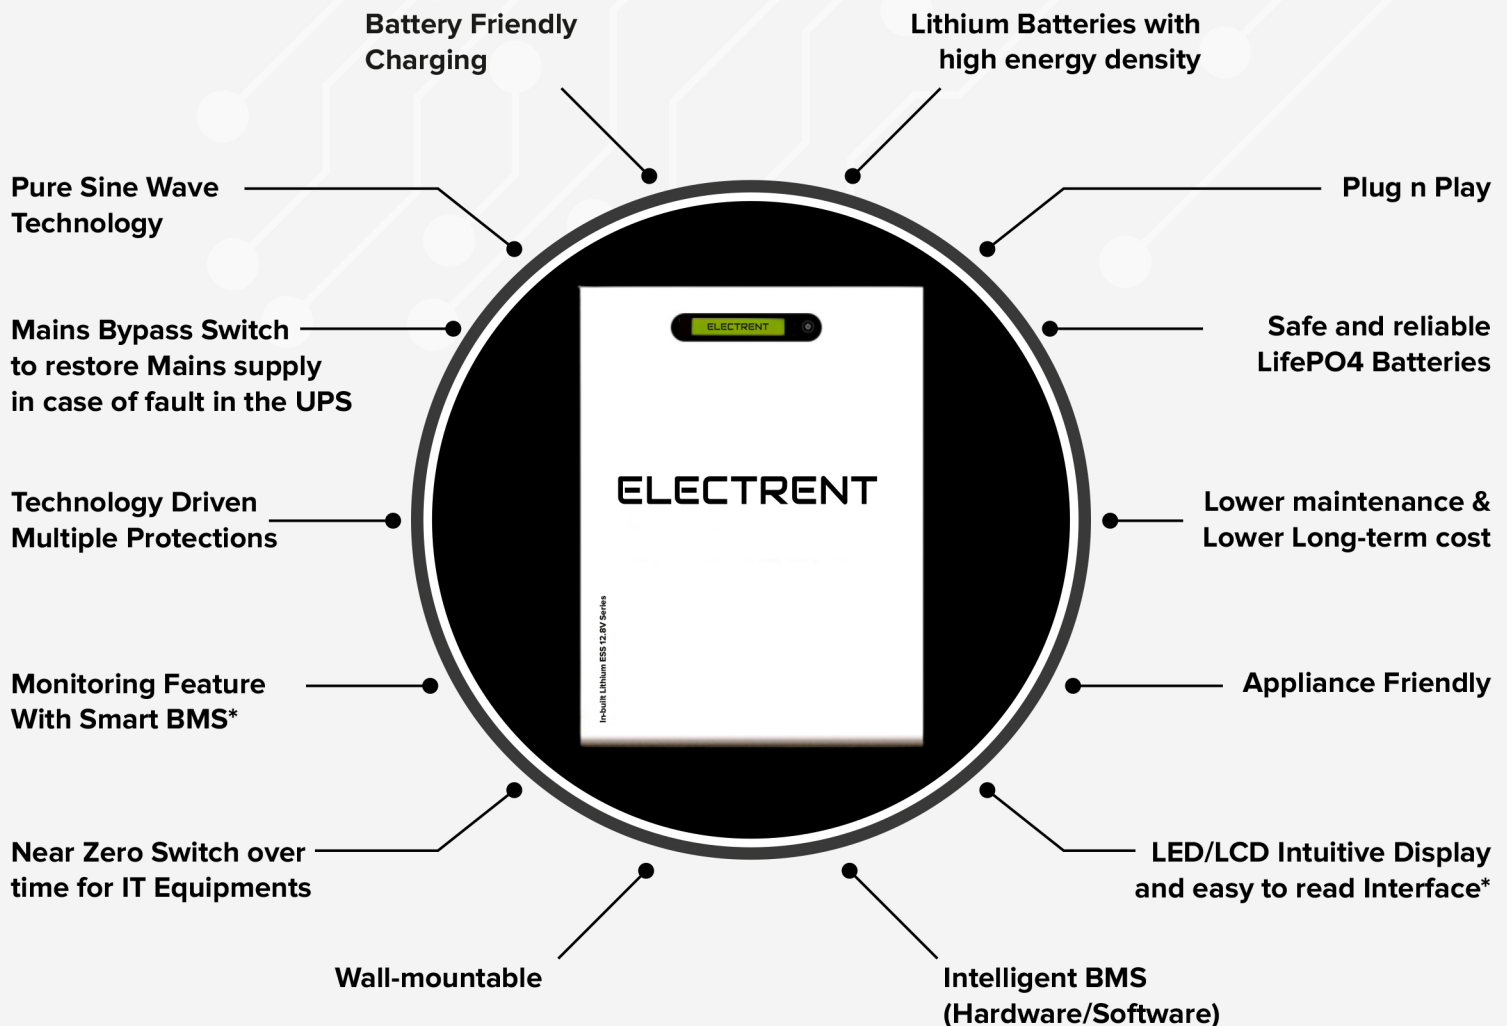 Battery Friendly
Charging
Lithium Batteries with
high energy density
Pure Sine Wave
Technology
Plug n Play
Mains Bypass Switch
to restore Mains supply
in case of fault in the UPS
Safe and reliable
LifePO4 Batteries
ELECTRENT
ELECTRENT
In-built Lithium ESS 12.8V Series
Technology Driven
Multiple Protections
Lower maintenance &
Lower Long-term cost
Monitoring Feature
With Smart BMS*
Appliance Friendly
Near Zero Switch over
time for IT Equipments
LED/LCD Intuitive Display
and easy to read Interface*
Wall-mountable
Intelligent BMS
(Hardware/Software)